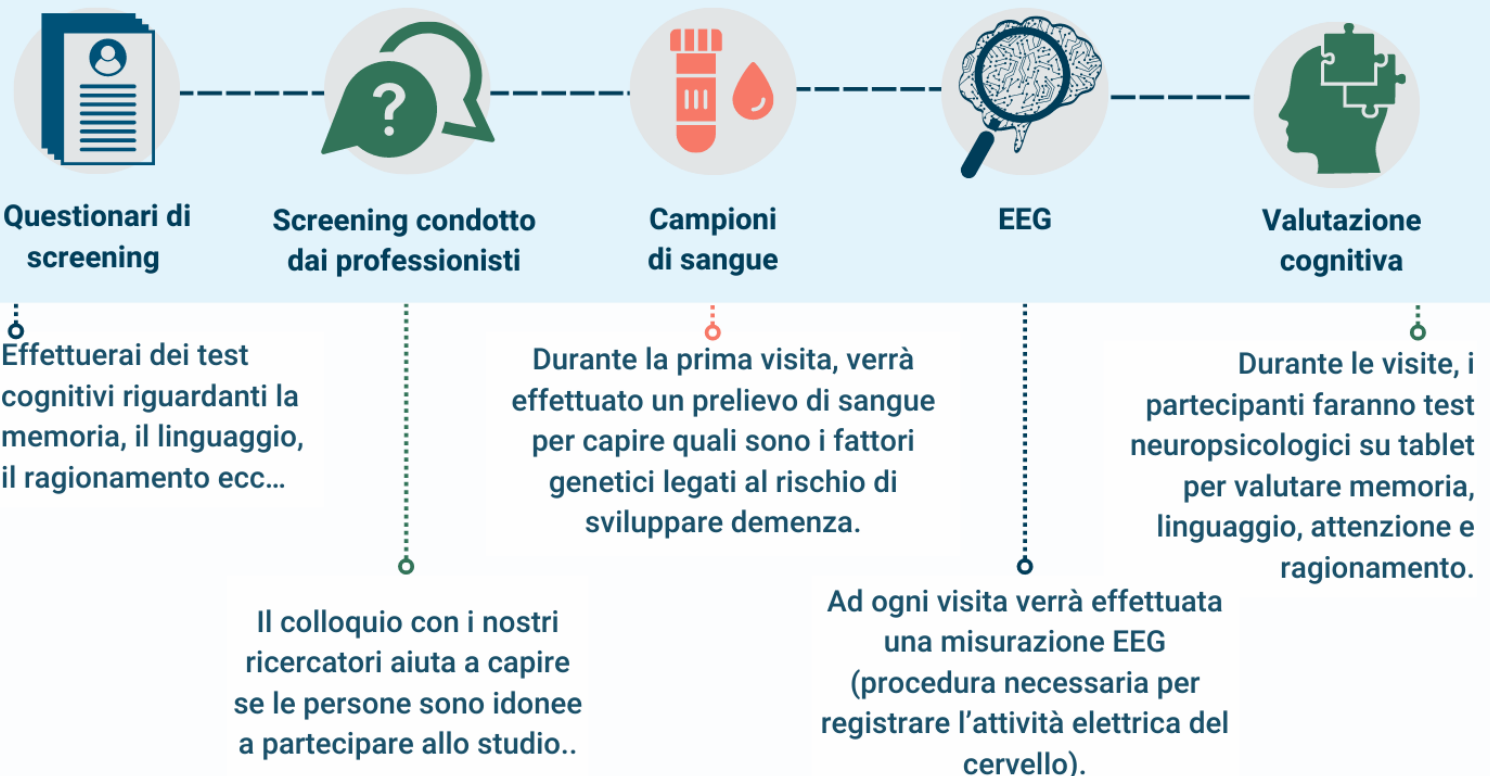 Questionari di
screening
Screening condotto
dai professionisti
Campioni
di sangue
EEG
Valutazione
cognitiva
Effettuerai dei test
cognitivi riguardanti la
memoria, il linguaggio,
il ragionamento ecc...
Il colloquio con i nostri
ricercatori aiuta a capire
se le persone sono idonee
a partecipare allo studio..
Durante la prima visita, verrà
effettuato un prelievo di sangue
per capire quali sono i fattori
genetici legati al rischio di
sviluppare demenza.
Ad ogni visita verrà effettuata
una misurazione EEG
(procedura necessaria per
registrare l’attività elettrica del
cervello).
Durante le visite, i
partecipanti faranno test
neuropsicologici su tablet
per valutare memoria,
linguaggio, attenzione e
ragionamento.